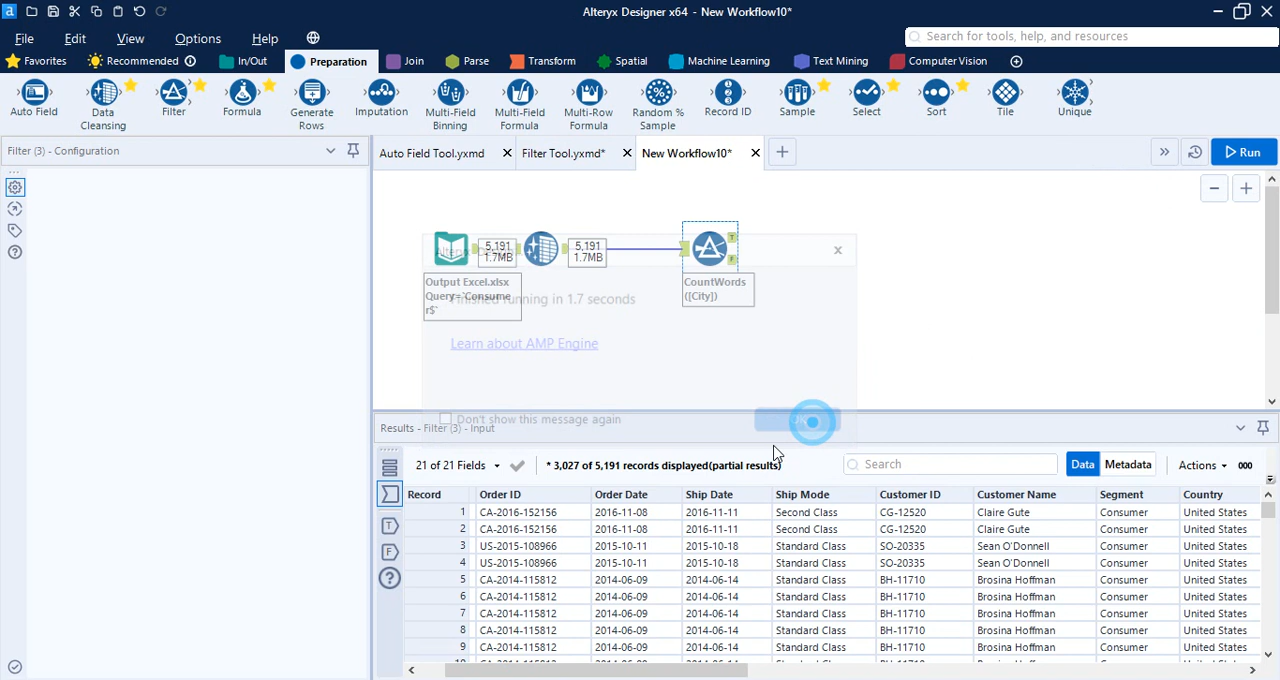 a Alteryx Designer x64 - New Workflow10*
File Edit View Options Help Search for tools, help, and resources
Favorites Recommended In/Out Preparation Join Parse Transform Spatial Machine Learning Text Mining Computer Vision
Auto Field Data Cleansing Filter Formula Generate Rows Imputation Multi-Field Binning Multi-Field Formula Multi-Row Formula Random % Sample Record ID Sample Select Sort Tile Unique
Filter (3) - Configuration Auto Field Tool.yxmd Filter Tool.yxmd* New Workflow10* Run
5,191 5,191 T
1.7MB 1.7MB F
Output Excel.xlsx CountWords
Query=`Consume ([City])
r$`
Finished running in 1.7 seconds
Learn about AMP Engine
Don't show this message again
Results - Filter (3) - Input
21 of 21 Fields * 3,027 of 5,191 records displayed(partial results) Search Data Metadata Actions 000
Record Order ID Order Date Ship Date Ship Mode Customer ID Customer Name Segment Country
1 CA-2016-152156 2016-11-08 2016-11-11 Second Class CG-12520 Claire Gute Consumer United States
2 CA-2016-152156 2016-11-08 2016-11-11 Second Class CG-12520 Claire Gute Consumer United States
3 US-2015-108966 2015-10-11 2015-10-18 Standard Class SO-20335 Sean O'Donnell Consumer United States
4 US-2015-108966 2015-10-11 2015-10-18 Standard Class SO-20335 Sean O'Donnell Consumer United States
5 CA-2014-115812 2014-06-09 2014-06-14 Standard Class BH-11710 Brosina Hoffman Consumer United States
6 CA-2014-115812 2014-06-09 2014-06-14 Standard Class BH-11710 Brosina Hoffman Consumer United States
7 CA-2014-115812 2014-06-09 2014-06-14 Standard Class BH-11710 Brosina Hoffman Consumer United States
8 CA-2014-115812 2014-06-09 2014-06-14 Standard Class BH-11710 Brosina Hoffman Consumer United States
9 CA-2014-115812 2014-06-09 2014-06-14 Standard Class BH-11710 Brosina Hoffman Consumer United States